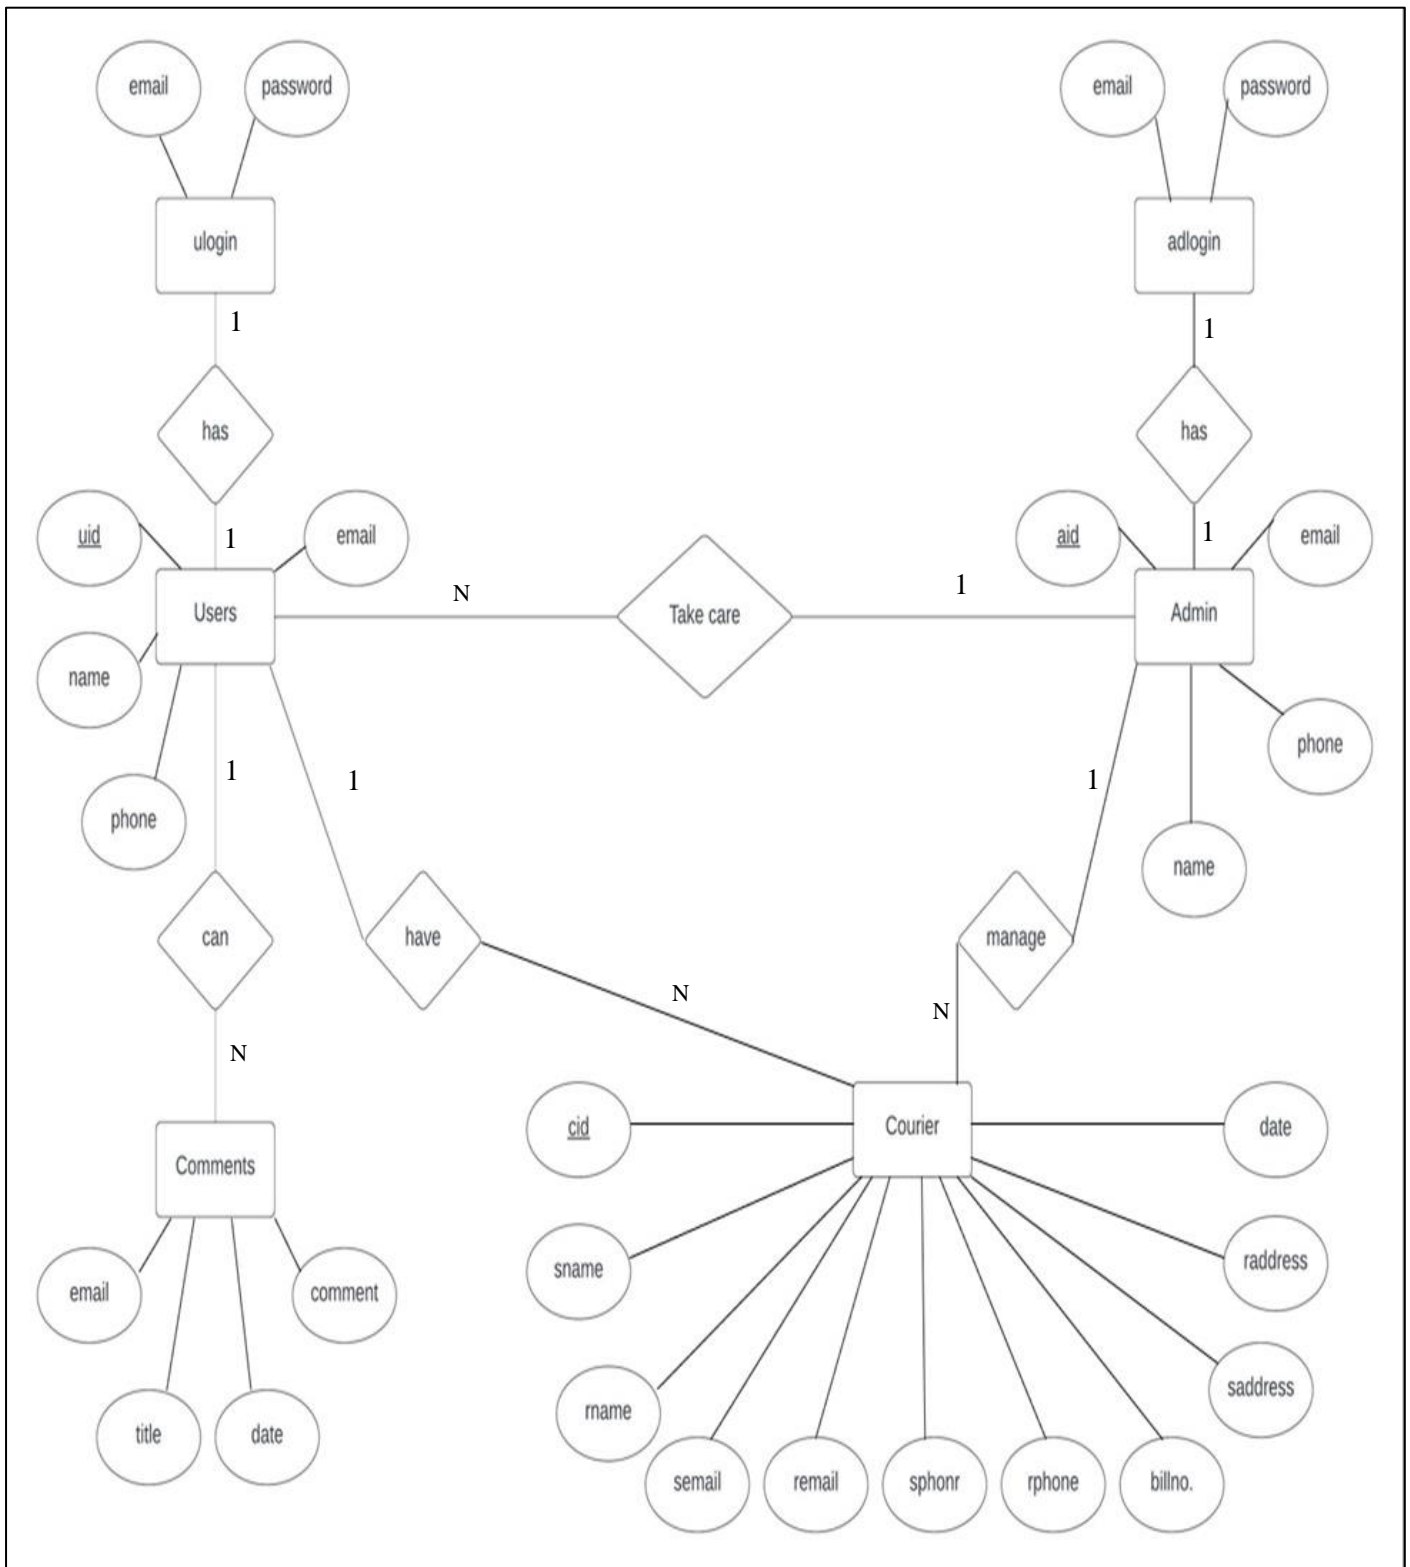 email
password
email
password
ulogin
adlogin
1
1
has
has
uid
1
email
aid
1
email
Users
N
Take care
1
Admin
name
phone
1
1
1
phone
name
can
have
manage
N
N
N
cid
Courier
date
Comments
sname
raddress
email
comment
saddress
rname
title
date
semail
remail
sphonr
rphone
billno.